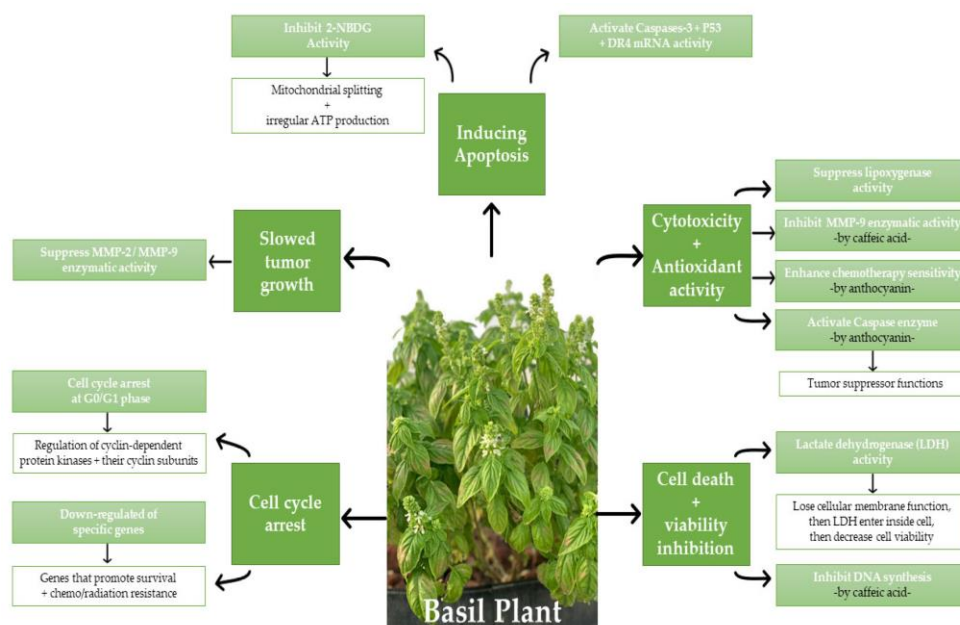 Inhibit 2-NBDG
Activity
Mitochondrial splitting
+
irregular ATP production
Activate Caspases-3 + P53
+ DR4 mRNA activity
Inducing
Apoptosis
Suppress MMP-2/ MMP-9
enzymatic activity
Slowed
tumor
growth
Cytotoxicity
+
Antioxidant
activity
Suppress lipoxygenase
activity
Inhibit MMP-9 enzymatic activity
-by caffeic acid-
Enhance chemotherapy sensitivity
-by anthocyanin-
Activate Caspase enzyme
-by anthocyanin-
Tumor suppressor functions
Cell cycle arrest
at G0/G1 phase
Regulation of cyclin-dependent
protein kinases + their cyclin subunits
Down-regulated of
specific genes
Genes that promote survival
+ chemo/radiation resistance
Cell cycle
arrest
Cell death
+
viability
inhibition
Lactate dehydrogenase (LDH)
activity
Lose cellular membrane function,
then LDH enter inside cell,
then decrease cell viability
Inhibit DNA synthesis
-by caffeic acid-
Basil Plant